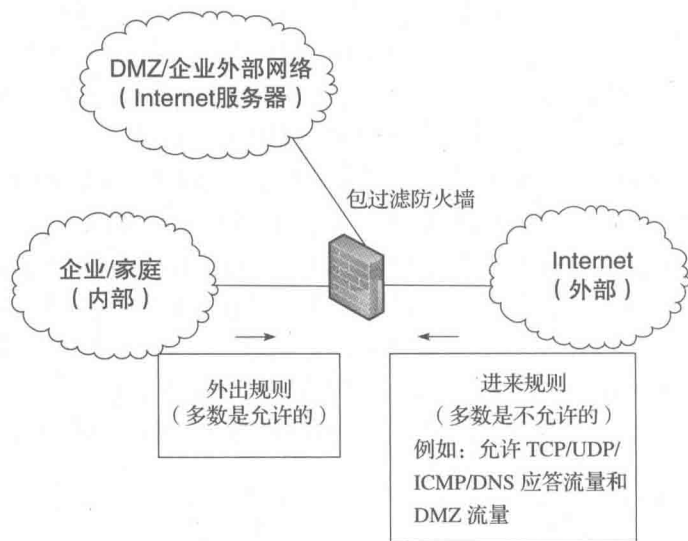 DMZ/企业外部网络
（Internet服务器）
包过滤防火墙
企业/家庭
（内部）
Internet
（外部）
外出规则
（多数是允许的）
进来规则
（多数是不允许的）
例如：允许 TCP/UDP/
ICMP/DNS 应答流量和
DMZ 流量